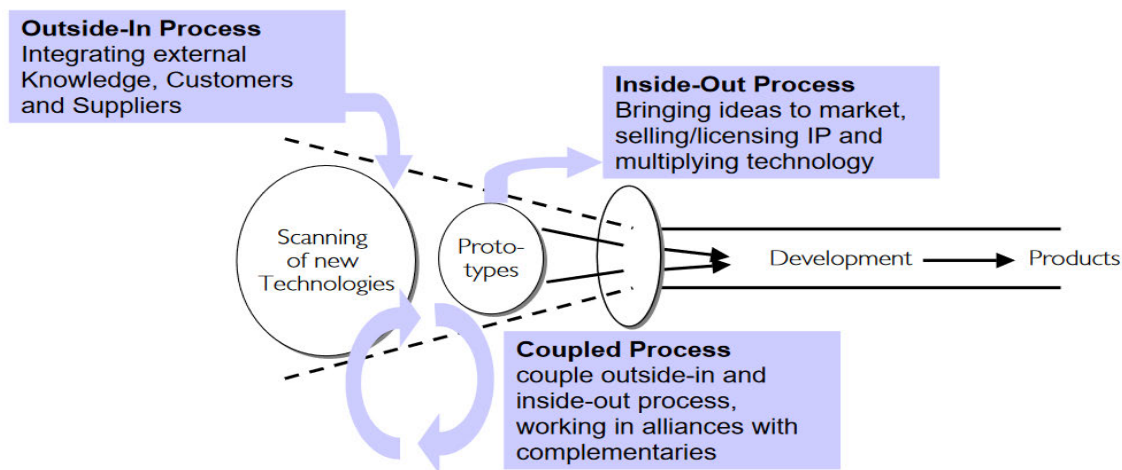 Outside-In Process
Integrating external
Knowledge, Customers
and Suppliers
Inside-Out Process
Bringing ideas to market,
selling/licensing IP and
multiplying technology
Scanning
of new
Technologies
Proto-
types
Development
Products
Coupled Process
couple outside-in and
inside-out process,
working in alliances with
complementaries